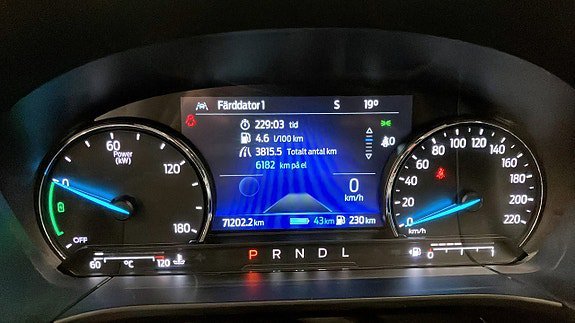 Färddator1 S 19°
229:03 tid
4.6 l/100 km
3815.5 Totalt antal km
6182 km på el
0
km/h
71202.2 km 43 km 230 km
0 60 120 180
Power
(kW)
OFF
0 20 40 60 80 100 120 140 160 180 200 220
km/h
60 °C 120
P R N D L
0 1